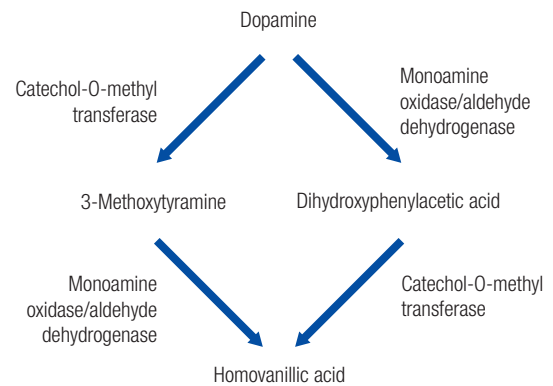 Dopamine
Catechol-O-methyl
transferase
Monoamine
oxidase/aldehyde
dehydrogenase
3-Methoxytyramine
Dihydroxyphenylacetic acid
Monoamine
oxidase/aldehyde
dehydrogenase
Catechol-O-methyl
transferase
Homovanillic acid